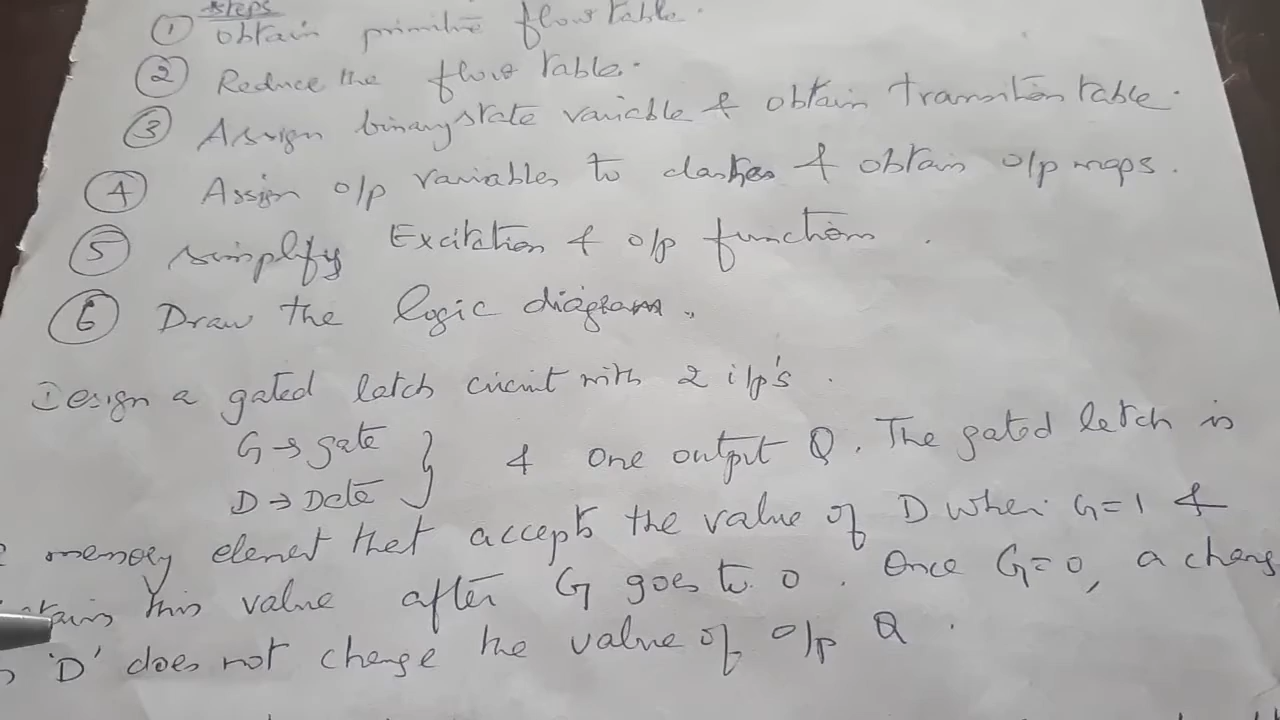 steps
① obtain primitive flow table.
② Reduce the flow table.
③ Assign binary state variable & obtain transition table.
④ Assign o/p variables to dashes & obtain o/p maps.
⑤ simplify Excitation & o/p functions.
⑥ Draw the logic diagram.
Design a gated latch circuit with 2 i/p's.
G → gate
D → Data } & one output Q. The gated latch is
memory element that accepts the value of D when G=1 &
this value after G goes to 0. Once G=0, a chang
'D' does not change the value of o/p Q.